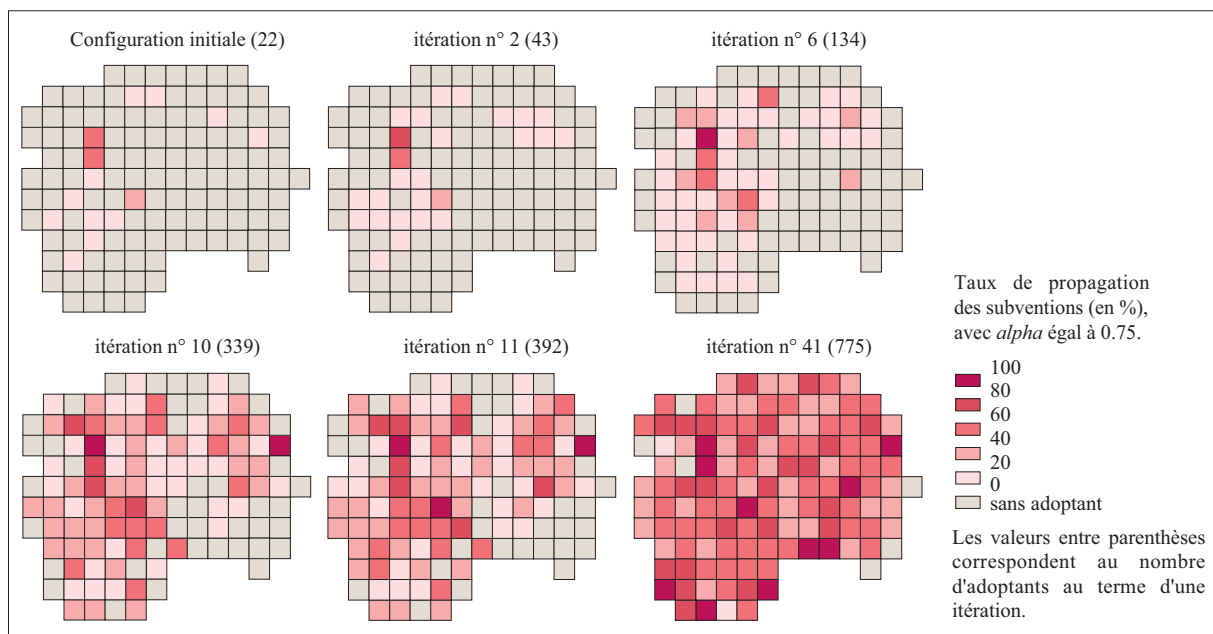 Configuration initiale (22)
itération n° 2 (43)
itération n° 6 (134)
itération n° 10 (339)
itération n° 11 (392)
itération n° 41 (775)
Taux de propagation
des subventions (en %),
avec alpha égal à 0.75.
100
80
60
40
20
0
sans adoptant
Les valeurs entre parenthèses
correspondent au nombre
d'adoptants au terme d'une
itération.